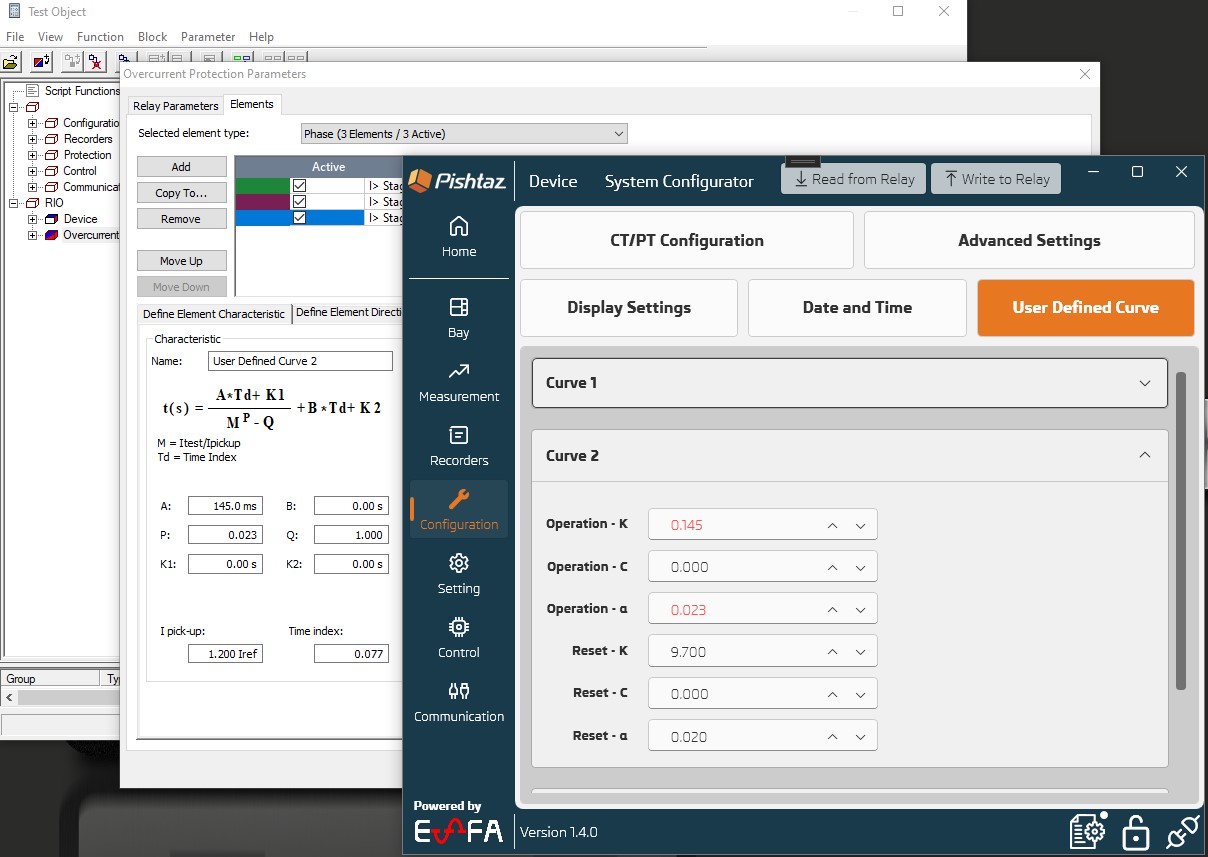 Test Object
File View Function Block Parameter Help
Script Functions
Configuratio
Recorders
Protection
Control
Communica
RIO
Device
Overcurrent
Group Ty
Overcurrent Protection Parameters
Relay Parameters Elements
Selected element type: Phase (3 Elements / 3 Active)
Add
Copy To...
Remove
Move Up
Move Down
Active
I> Stag
I> Stag
I> Stag
Define Element Characteristic Define Element Directi
Characteristic
Name: User Defined Curve 2
t(s) = A*Td+ K1 / M P - Q + B *Td+ K 2
M = Itest/Ipickup
Td = Time Index
A: 145.0 ms B: 0.00 s
P: 0.023 Q: 1.000
K1: 0.00 s K2: 0.00 s
I pick-up: Time index:
1.200 Iref 0.077
Pishtaz Device System Configurator Read from Relay Write to Relay
Home
Bay
Measurement
Recorders
Configuration
Setting
Control
Communication
CT/PT Configuration Advanced Settings
Display Settings Date and Time User Defined Curve
Curve 1
Curve 2
Operation - K 0.145
Operation - C 0.000
Operation - α 0.023
Reset - K 9.700
Reset - C 0.000
Reset - α 0.020
Powered by
Version 1.4.0